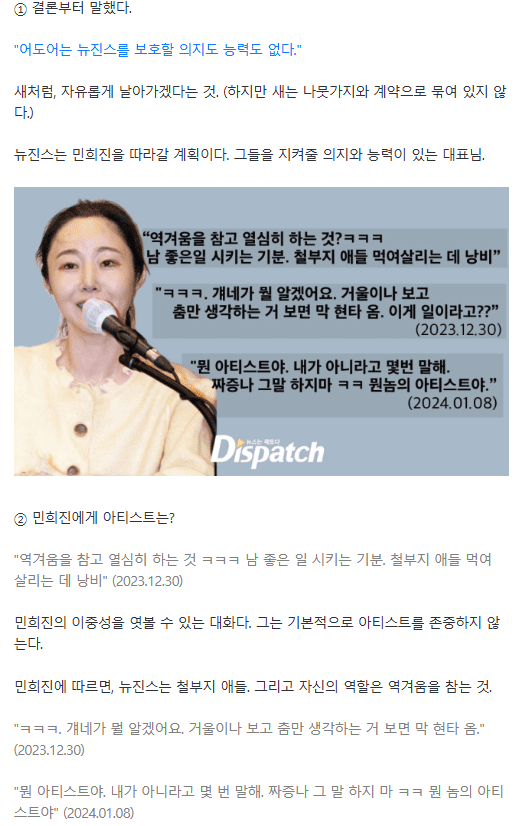 ① 결론부터 말했다.
"어도어는 뉴진스를 보호할 의지도 능력도 없다."
새처럼, 자유롭게 날아가겠다는 것. (하지만 새는 나뭇가지와 계약으로 묶여 있지 않
다.)
뉴진스는 민희진을 따라갈 계획이다. 그들을 지켜줄 의지와 능력이 있는 대표님.
“역겨움을 참고 열심히 하는 것?ㅋㅋㅋ
남 좋은일 시키는 기분. 철부지 애들 먹여살리는 데 낭비”
"ㅋㅋㅋ. 걔네가 뭘 알겠어요. 거울이나 보고
춤만 생각하는 거 보면 막 현타 옴. 이게 일이라고??”
(2023.12.30)
"뭔 아티스트야. 내가 아니라고 몇번 말해.
짜증나 그말 하지마 ㅋㅋ 뭔놈의 아티스트야.”
(2024.01.08)
뉴스는 팩트다
Dispatch
② 민희진에게 아티스트는?
"역겨움을 참고 열심히 하는 것 ㅋㅋㅋ 남 좋은 일 시키는 기분. 철부지 애들 먹여
살리는 데 낭비" (2023.12.30)
민희진의 이중성을 엿볼 수 있는 대화다. 그는 기본적으로 아티스트를 존중하지 않
는다.
민희진에 따르면, 뉴진스는 철부지 애들. 그리고 자신의 역할은 역겨움을 참는 것.
"ㅋㅋㅋ. 걔네가 뭘 알겠어요. 거울이나 보고 춤만 생각하는 거 보면 막 현타 옴."
(2023.12.30)
"뭔 아티스트야. 내가 아니라고 몇 번 말해. 짜증나 그 말 하지 마 ㅋㅋ 뭔 놈의 아티
스트야" (2024.01.08)